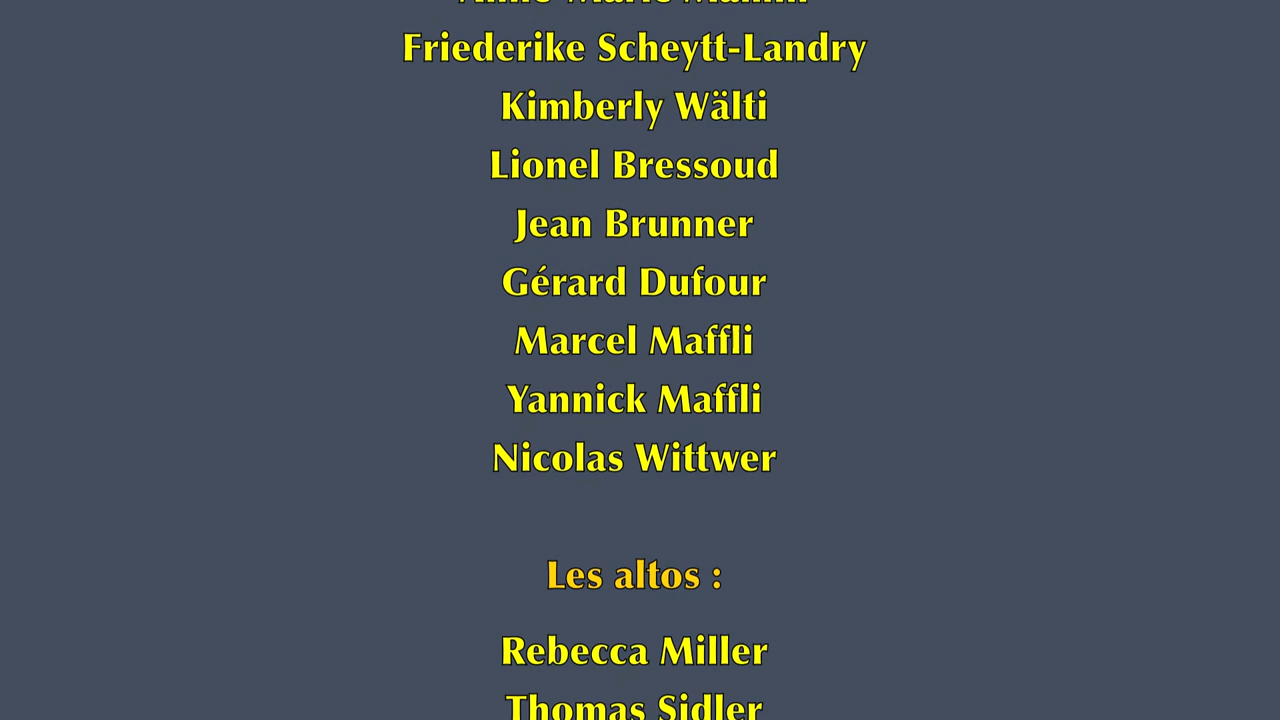 Friederike Scheytt-Landry
Kimberly Wälti
Lionel Bressoud
Jean Brunner
Gérard Dufour
Marcel Maffli
Yannick Maffli
Nicolas Wittwer
Les altos :
Rebecca Miller
Thomas Sidler